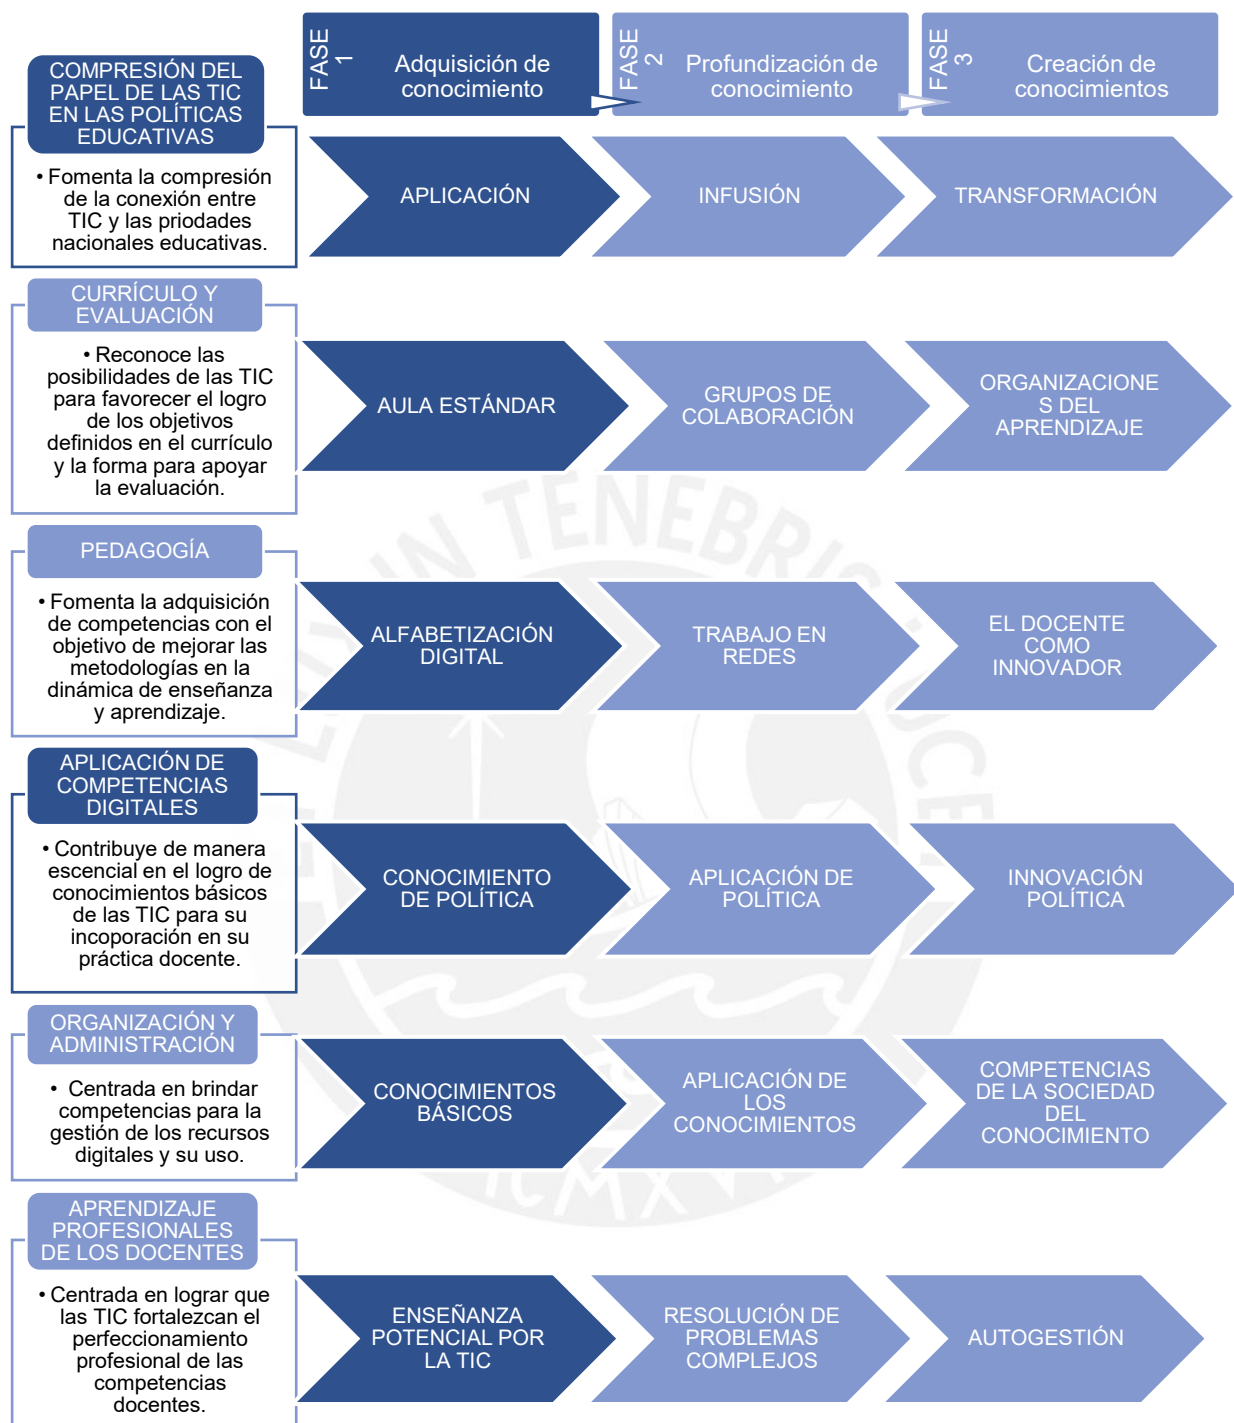 FASE
1
Adquisición de
conocimiento
FASE
2
Profundización de
conocimiento
FASE
3
Creación de
conocimientos
COMPRESIÓN DEL
PAPEL DE LAS TIC
EN LAS POLÍTICAS
EDUCATIVAS
• Fomenta la compresión
de la conexión entre
TIC y las priodades
nacionales educativas.
APLICACIÓN
INFUSIÓN
TRANSFORMACIÓN
CURRÍCULO Y
EVALUACIÓN
• Reconoce las
posibilidades de las TIC
para favorecer el logro
de los objetivos
definidos en el currículo
y la forma para apoyar
la evaluación.
AULA ESTÁNDAR
GRUPOS DE
COLABORACIÓN
ORGANIZACIONE
S DEL
APRENDIZAJE
PEDAGOGÍA
• Fomenta la adquisición
de competencias con el
objetivo de mejorar las
metodologías en la
dinámica de enseñanza
y aprendizaje.
ALFABETIZACIÓN
DIGITAL
TRABAJO EN
REDES
EL DOCENTE
COMO
INNOVADOR
APLICACIÓN DE
COMPETENCIAS
DIGITALES
• Contribuye de manera
escencial en el logro de
conocimientos básicos
de las TIC para su
incoporación en su
práctica docente.
CONOCIMIENTO
DE POLÍTICA
APLICACIÓN DE
POLÍTICA
INNOVACIÓN
POLÍTICA
ORGANIZACIÓN Y
ADMINISTRACIÓN
• Centrada en brindar
competencias para la
gestión de los recursos
digitales y su uso.
CONOCIMIENTOS
BÁSICOS
APLICACIÓN DE
LOS
CONOCIMIENTOS
COMPETENCIAS
DE LA SOCIEDAD
DEL
CONOCIMIENTO
APRENDIZAJE
PROFESIONALES
DE LOS DOCENTES
• Centrada en lograr que
las TIC fortalezcan el
perfeccionamiento
profesional de las
competencias
docentes.
ENSEÑANZA
POTENCIAL POR
LA TIC
RESOLUCIÓN DE
PROBLEMAS
COMPLEJOS
AUTOGESTIÓN
IN TENEBRIS